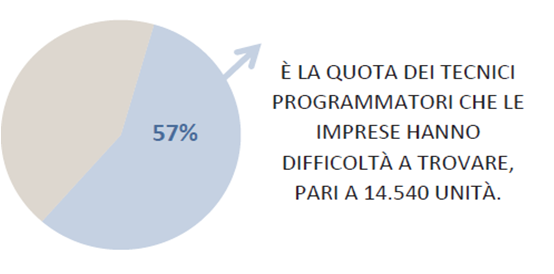 57%
È LA QUOTA DEI TECNICI
PROGRAMMATORI CHE LE
IMPRESE HANNO
DIFFICOLTÀ A TROVARE,
PARI A 14.540 UNITÀ.